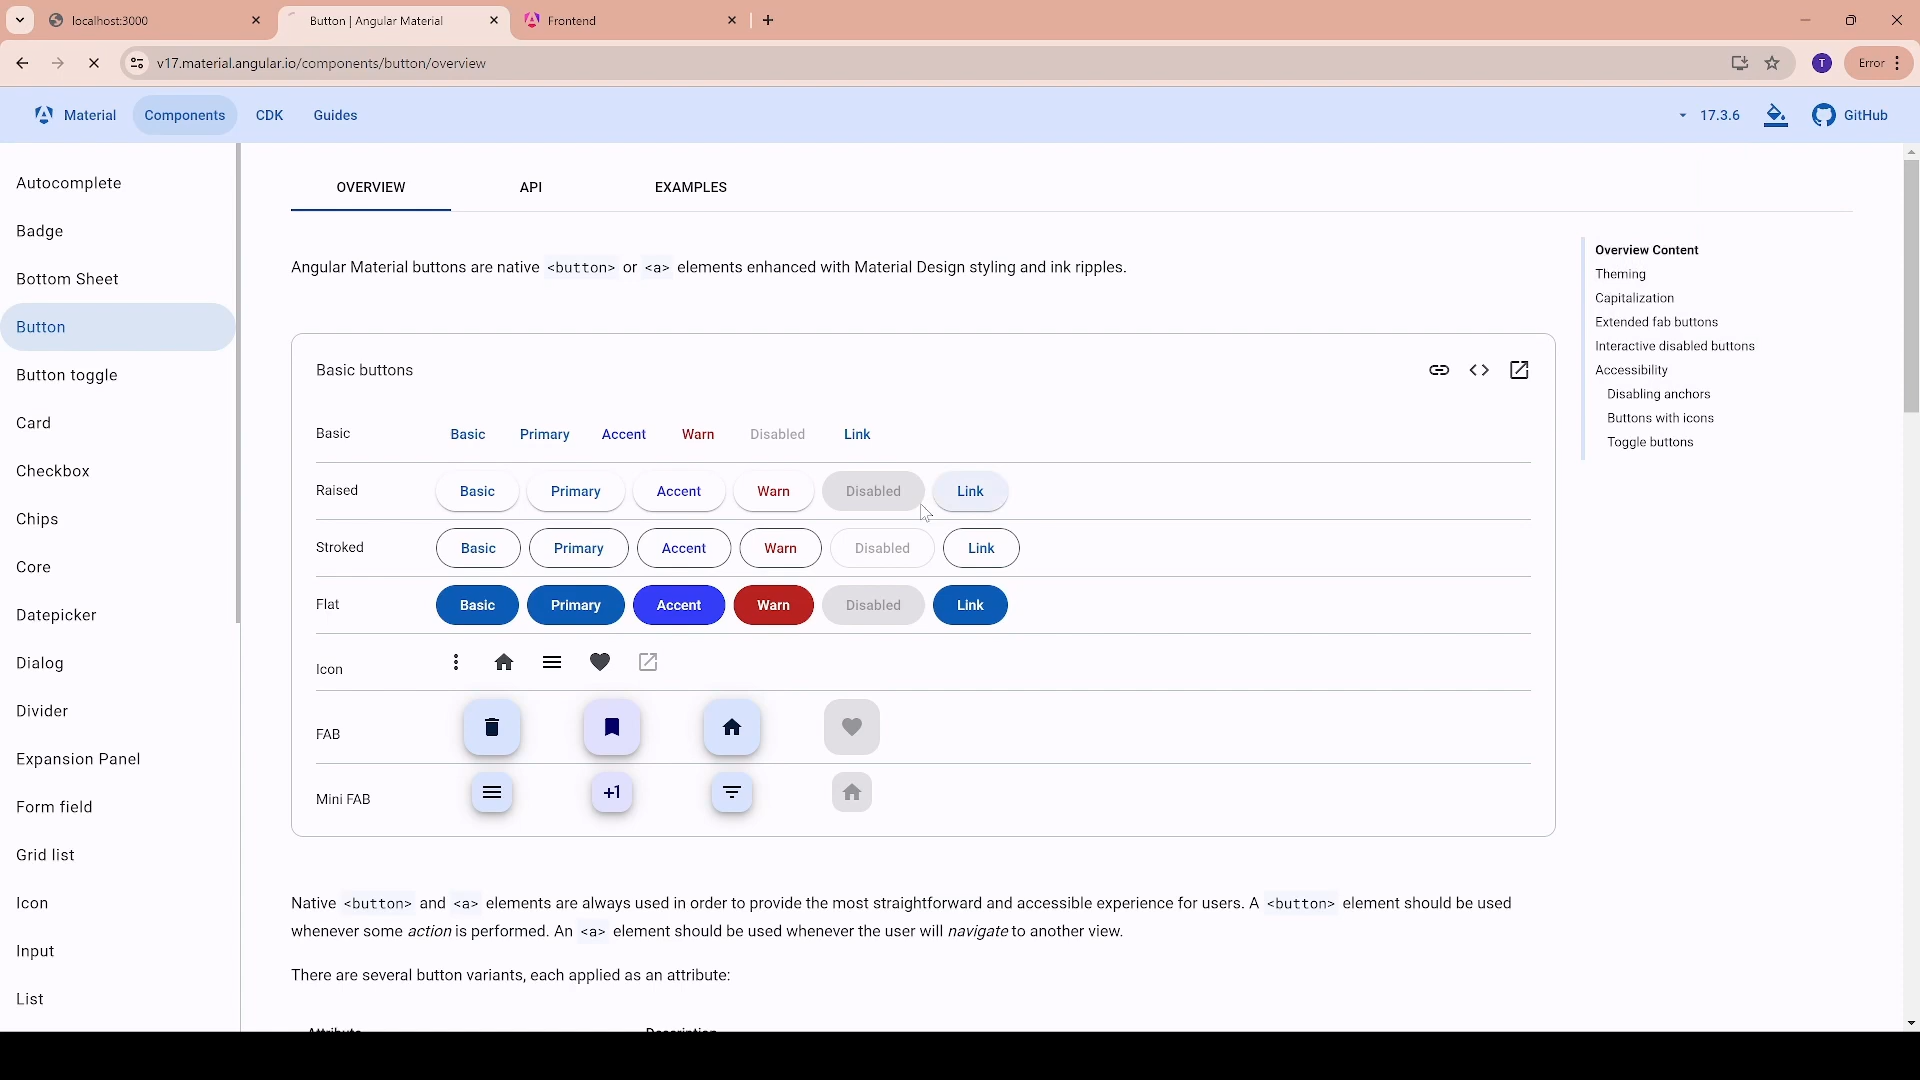 localhost:3000
Button | Angular Material
Frontend
v17.material.angular.io/components/button/overview
T
Error
Material
Components
CDK
Guides
17.3.6
GitHub
Autocomplete
Badge
Bottom Sheet
Button
Button toggle
Card
Checkbox
Chips
Core
Datepicker
Dialog
Divider
Expansion Panel
Form field
Grid list
Icon
Input
List
OVERVIEW
API
EXAMPLES
Angular Material buttons are native <button> or <a> elements enhanced with Material Design styling and ink ripples.
Basic buttons
Basic Basic Primary Accent Warn Disabled Link
Raised Basic Primary Accent Warn Disabled Link
Stroked Basic Primary Accent Warn Disabled Link
Flat Basic Primary Accent Warn Disabled Link
Icon
FAB
Mini FAB +1
Native <button> and <a> elements are always used in order to provide the most straightforward and accessible experience for users. A <button> element should be used
whenever some action is performed. An <a> element should be used whenever the user will navigate to another view.
There are several button variants, each applied as an attribute:
Attribute Description
Overview Content
Theming
Capitalization
Extended fab buttons
Interactive disabled buttons
Accessibility
Disabling anchors
Buttons with icons
Toggle buttons